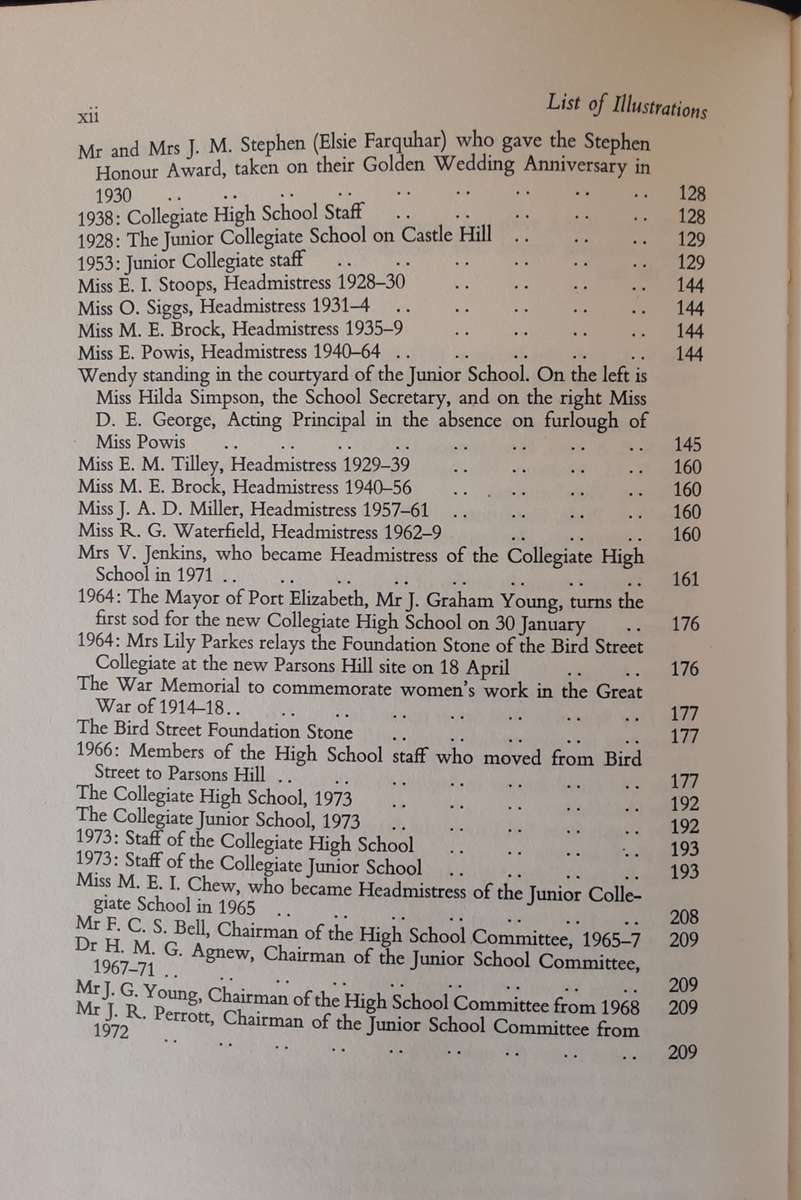 xii
List of Illustrations
Mr and Mrs J. M. Stephen (Elsie Farquhar) who gave the Stephen
Honour Award, taken on their Golden Wedding Anniversary in
1930 .. .. .. .. .. .. .. .. .. 128
1938: Collegiate High School Staff .. .. .. .. .. 128
1928: The Junior Collegiate School on Castle Hill .. .. .. 129
1953: Junior Collegiate staff .. .. .. .. .. .. 129
Miss E. I. Stoops, Headmistress 1928–30 .. .. .. .. 144
Miss O. Siggs, Headmistress 1931–4 .. .. .. .. .. 144
Miss M. E. Brock, Headmistress 1935–9 .. .. .. .. 144
Miss E. Powis, Headmistress 1940–64 .. .. .. .. .. 144
Wendy standing in the courtyard of the Junior School. On the left is
Miss Hilda Simpson, the School Secretary, and on the right Miss
D. E. George, Acting Principal in the absence on furlough of
Miss Powis .. .. .. .. .. .. .. .. 145
Miss E. M. Tilley, Headmistress 1929–39 .. .. .. .. 160
Miss M. E. Brock, Headmistress 1940–56 .. .. .. .. 160
Miss J. A. D. Miller, Headmistress 1957–61 .. .. .. .. 160
Miss R. G. Waterfield, Headmistress 1962–9 .. .. .. 160
Mrs V. Jenkins, who became Headmistress of the Collegiate High
School in 1971 .. .. .. .. .. .. .. .. 161
1964: The Mayor of Port Elizabeth, Mr J. Graham Young, turns the
first sod for the new Collegiate High School on 30 January .. 176
1964: Mrs Lily Parkes relays the Foundation Stone of the Bird Street
Collegiate at the new Parsons Hill site on 18 April .. .. 176
The War Memorial to commemorate women's work in the Great
War of 1914–18.. .. .. .. .. .. .. .. 177
The Bird Street Foundation Stone .. .. .. .. .. 177
1966: Members of the High School staff who moved from Bird
Street to Parsons Hill .. .. .. .. .. .. .. 177
The Collegiate High School, 1973 .. .. .. .. .. 192
The Collegiate Junior School, 1973 .. .. .. .. .. 192
1973: Staff of the Collegiate High School .. .. .. .. 193
1973: Staff of the Collegiate Junior School .. .. .. .. 193
Miss M. E. I. Chew, who became Headmistress of the Junior Colle-
giate School in 1965 .. .. .. .. .. .. .. 208
Mr F. C. S. Bell, Chairman of the High School Committee, 1965–7 209
Dr H. M. G. Agnew, Chairman of the Junior School Committee,
1967–71 .. .. .. .. .. .. .. .. .. 209
Mr J. G. Young, Chairman of the High School Committee from 1968 209
Mr J. R. Perrott, Chairman of the Junior School Committee from
1972 .. .. .. .. .. .. .. .. .. 209